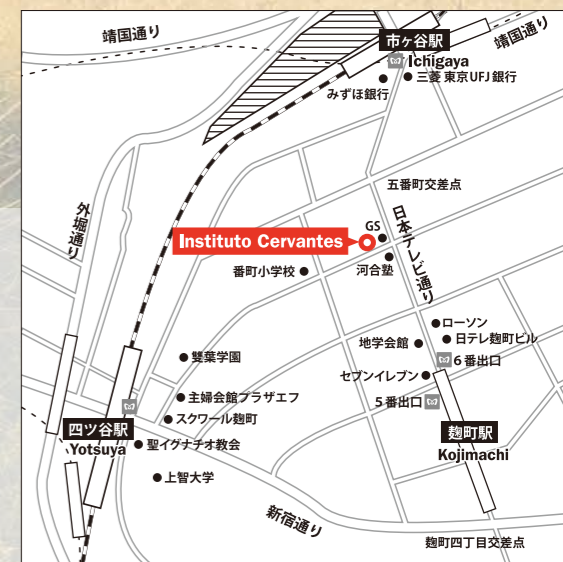 靖国通り
市ヶ谷駅
Ichigaya
靖国通り
三菱東京UFJ銀行
みずほ銀行
五番町交差点
外堀通り
日本テレビ通り
GS
Instituto Cervantes
河合塾
番町小学校
ローソン
地学会館
日テレ麹町ビル
雙葉学園
6番出口
セブンイレブン
主婦会館プラザエフ
5番出口
スクワール麹町
四ツ谷駅
Yotsuya
聖イグナチオ教会
麹町駅
Kojimachi
上智大学
新宿通り
麹町四丁目交差点